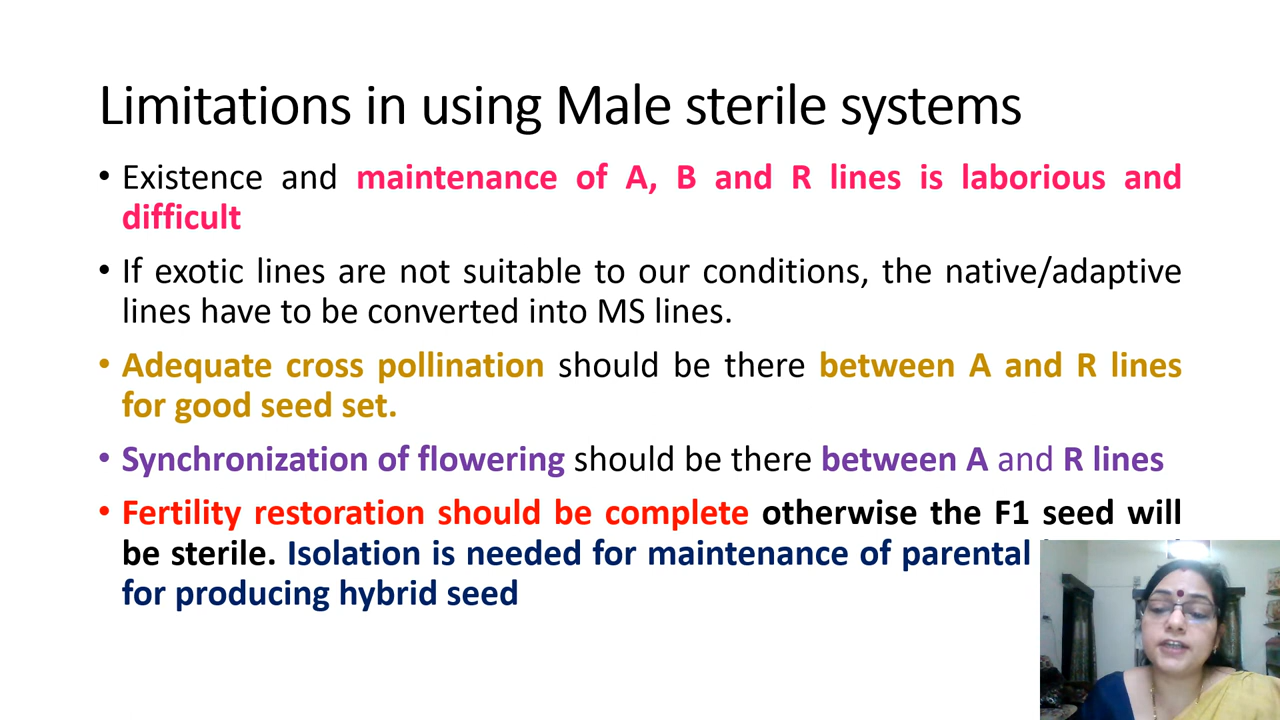 Limitations in using Male sterile systems
• Existence and maintenance of A, B and R lines is laborious and
difficult
• If exotic lines are not suitable to our conditions, the native/adaptive
lines have to be converted into MS lines.
• Adequate cross pollination should be there between A and R lines
for good seed set.
• Synchronization of flowering should be there between A and R lines
• Fertility restoration should be complete otherwise the F1 seed will
be sterile. Isolation is needed for maintenance of parental
for producing hybrid seed